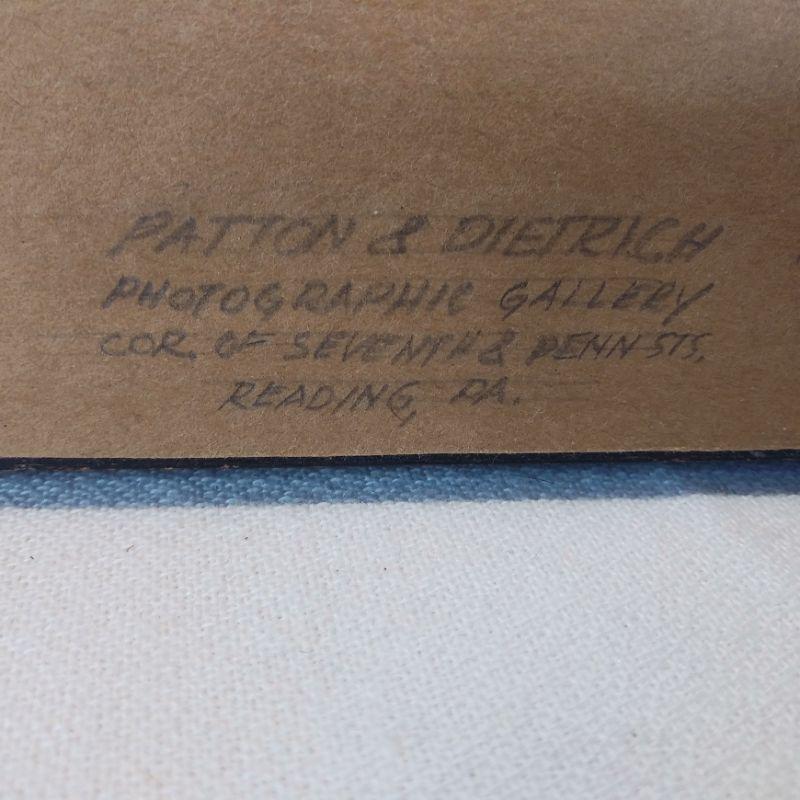 PATTON & DIETRICH
PHOTOGRAPHIC GALLERY
COR. OF SEVENTH & PENN STS.
READING, PA.